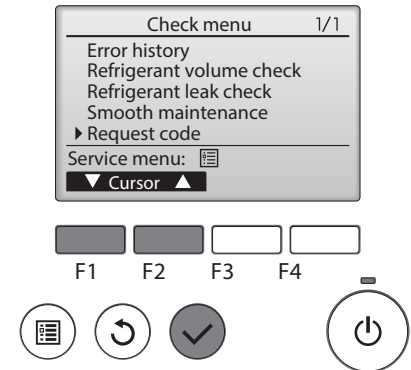 Check menu 1/1
Error history
Refrigerant volume check
Refrigerant leak check
Smooth maintenance
Request code
Service menu:
Cursor
F1 F2 F3 F4